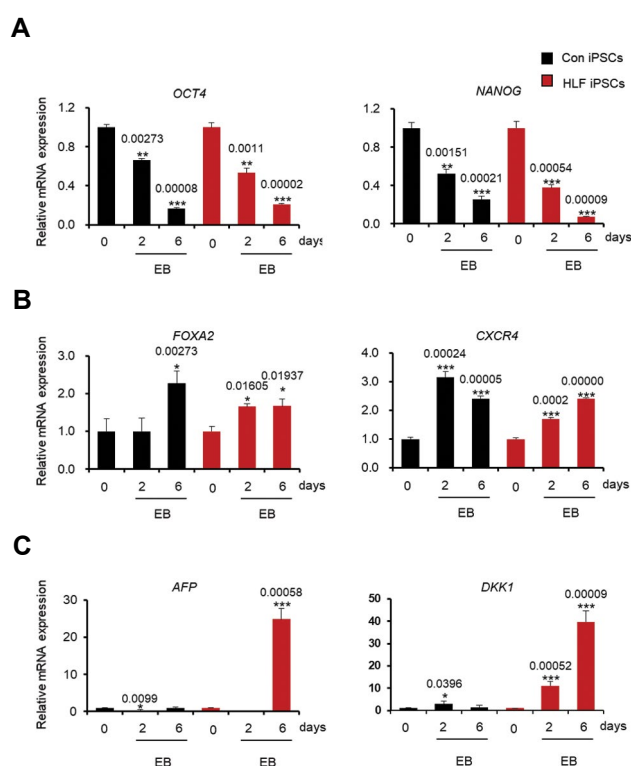 A
Con iPSCs
HLF iPSCs
OCT4
Relative mRNA expression
1.2
0.8
0.4
0.0
0.00273
**
0.00008
***
0.0011
**
0.00002
***
0 2 6 0 2 6 days
EB EB
NANOG
1.2
0.8
0.4
0.0
0.00151
**
0.00021
***
0.00054
***
0.00009
***
0 2 6 0 2 6 days
EB EB
B
FOXA2
Relative mRNA expression
3.0
2.0
1.0
0.0
0.00273
*
0.01605
*
0.01937
*
0 2 6 0 2 6 days
EB EB
CXCR4
4.0
3.0
2.0
1.0
0.0
0.00024
***
0.00005
***
0.0002
***
0.00000
***
0 2 6 0 2 6 days
EB EB
C
AFP
Relative mRNA expression
30
20
10
0
0.0099
*
0.00058
***
0 2 6 0 2 6 days
EB EB
DKK1
50
40
30
20
10
0
0.0396
*
0.00052
***
0.00009
***
0 2 6 0 2 6 days
EB EB